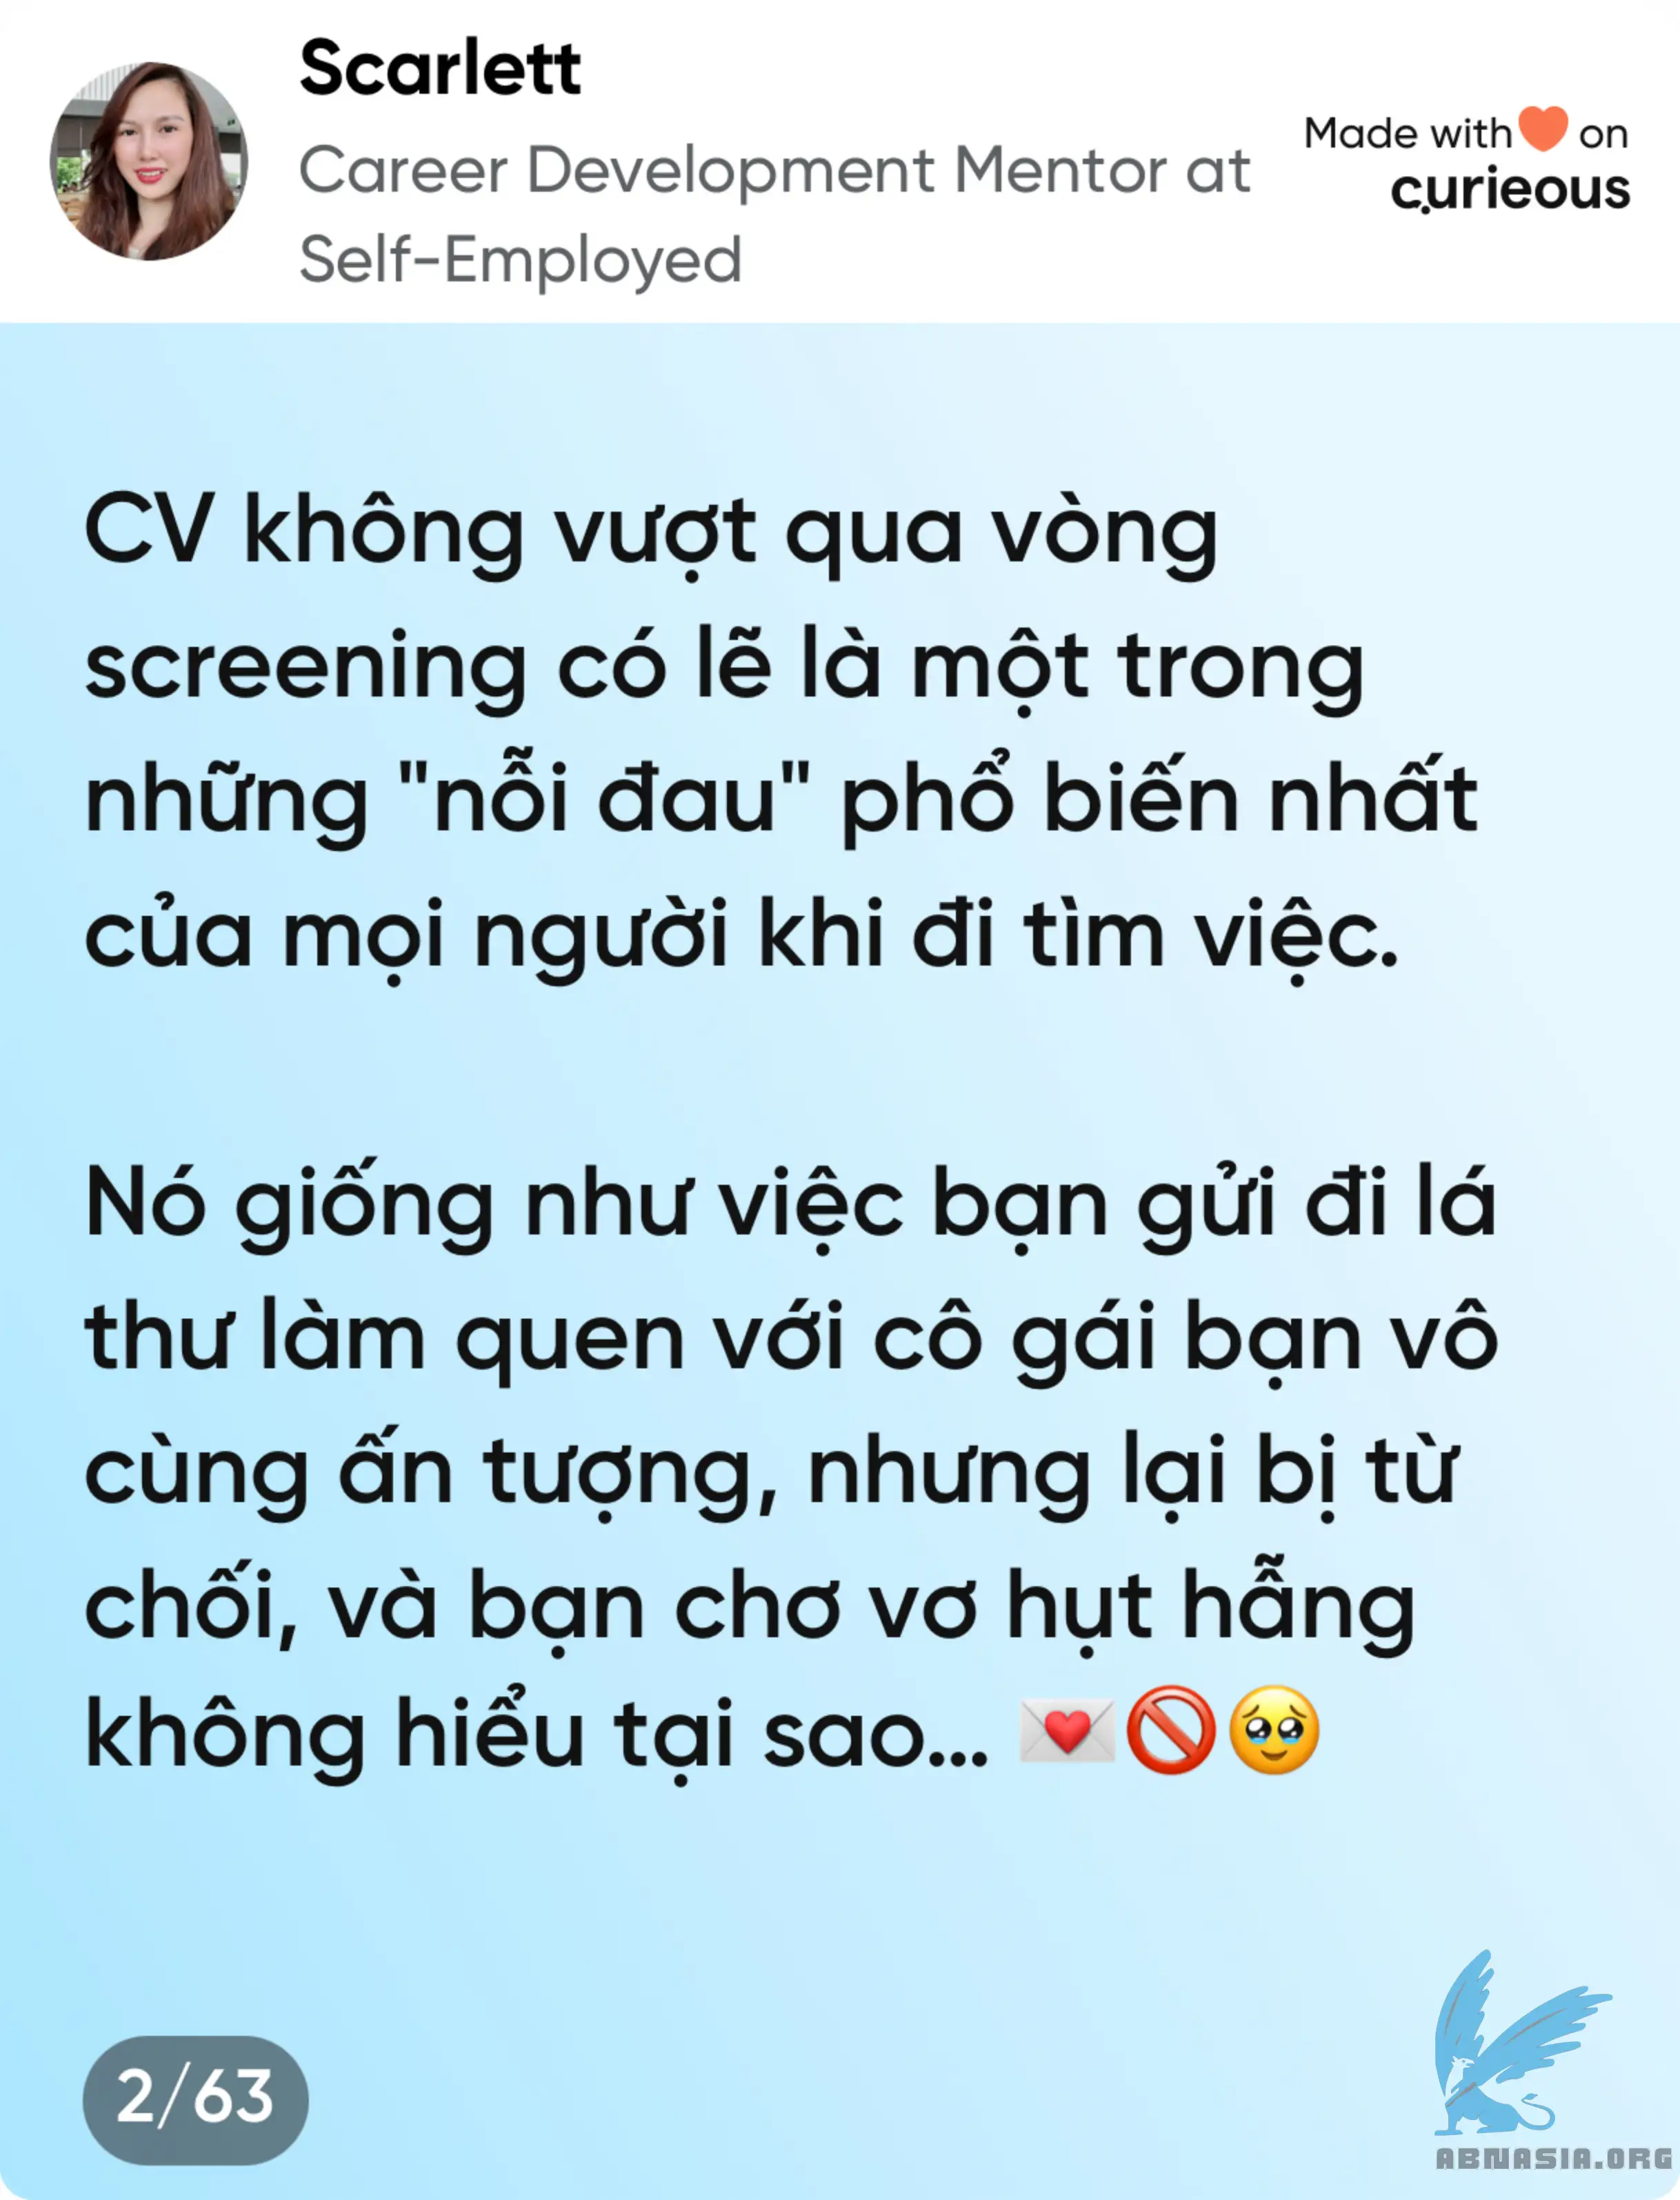 Scarlett
Career Development Mentor at
Self-Employed
Made with🧡on
curieous
CV không vượt qua vòng
screening có lẽ là một trong
những "nỗi đau" phổ biến nhất
của mọi người khi đi tìm việc.
Nó giống như việc bạn gửi đi lá
thư làm quen với cô gái bạn vô
cùng ấn tượng, nhưng lại bị từ
chối, và bạn chơ vơ hụt hẫng
không hiểu tại sao... 💌🚫🥹
2/63
ABNASIA.ORG